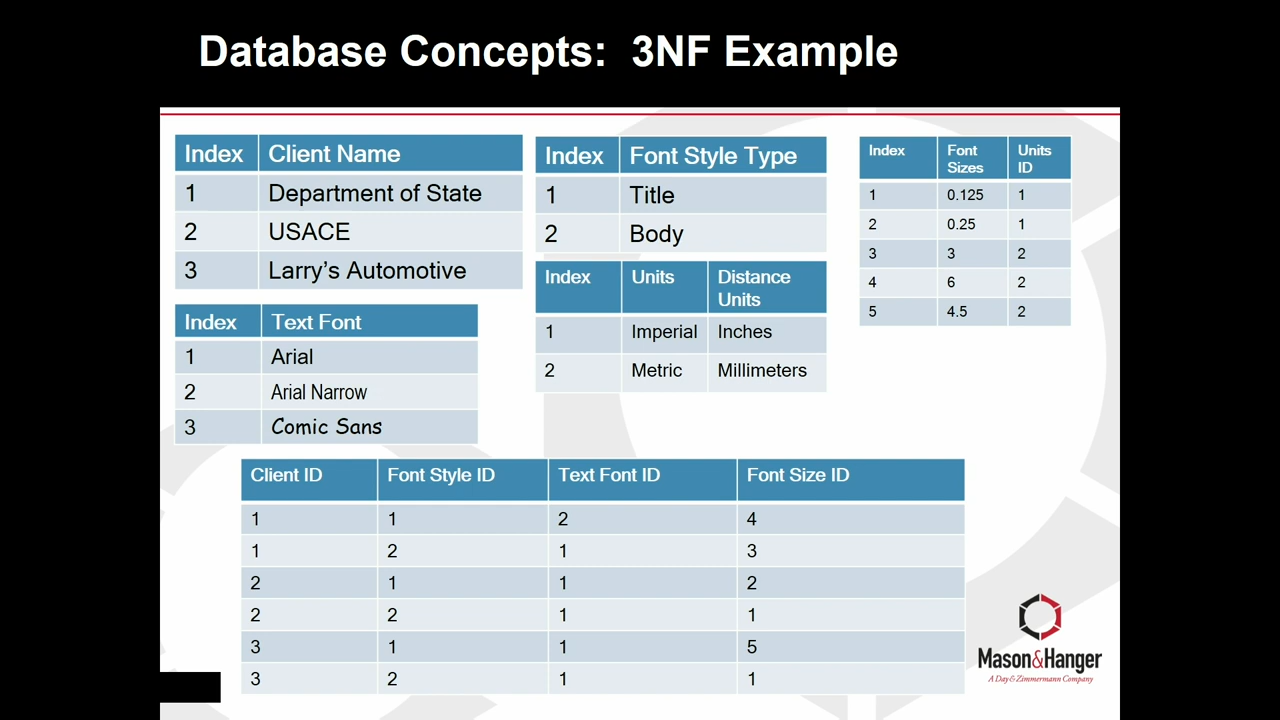 Database Concepts:  3NF Example
Index Client Name
1 Department of State
2 USACE
3 Larry’s Automotive
Index Text Font
1 Arial
2 Arial Narrow
3 Comic Sans
Index Font Style Type
1 Title
2 Body
Index Units Distance
Units
1 Imperial Inches
2 Metric Millimeters
Index Font Units
Sizes ID
1 0.125 1
2 0.25 1
3 3 2
4 6 2
5 4.5 2
Client ID Font Style ID Text Font ID Font Size ID
1 1 2 4
1 2 1 3
2 1 1 2
2 2 1 1
3 1 1 5
3 2 1 1
Mason&Hanger
A Day & Zimmermann Company